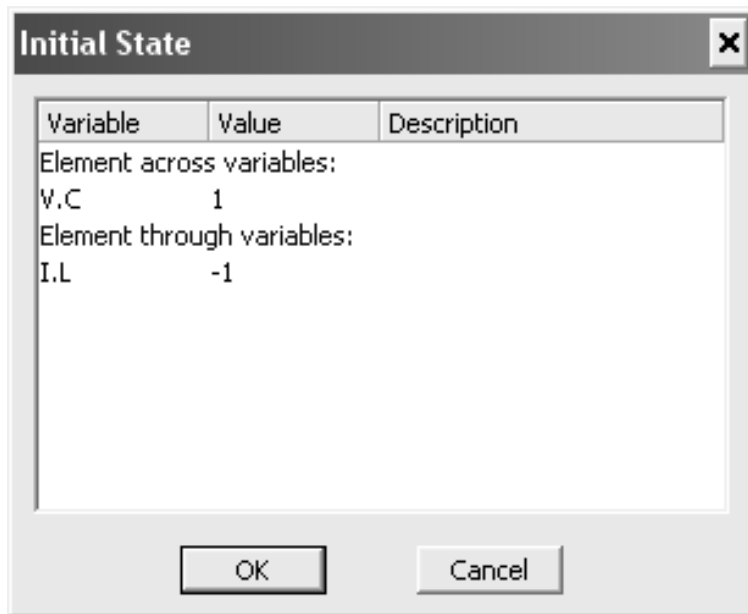 Initial State
Variable Value Description
Element across variables:
V.C 1
Element through variables:
I.L -1
OK Cancel